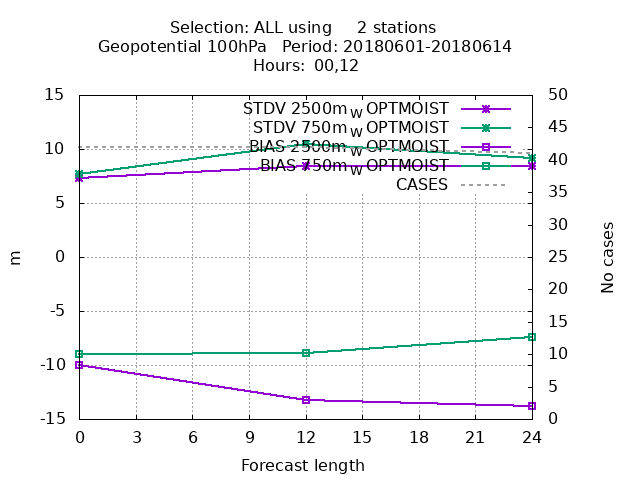 Selection: ALL using     2 stations
Geopotential 100hPa   Period: 20180601-20180614
Hours:  00,12
STDV 2500m_W OPTMOIST
STDV 750m_W OPTMOIST
BIAS 2500m_W OPTMOIST
BIAS 750m_W OPTMOIST
CASES
15
10
5
0
-5
-10
-15
m
50
45
40
35
30
25
20
15
10
5
0
No cases
0 3 6 9 12 15 18 21 24
Forecast length